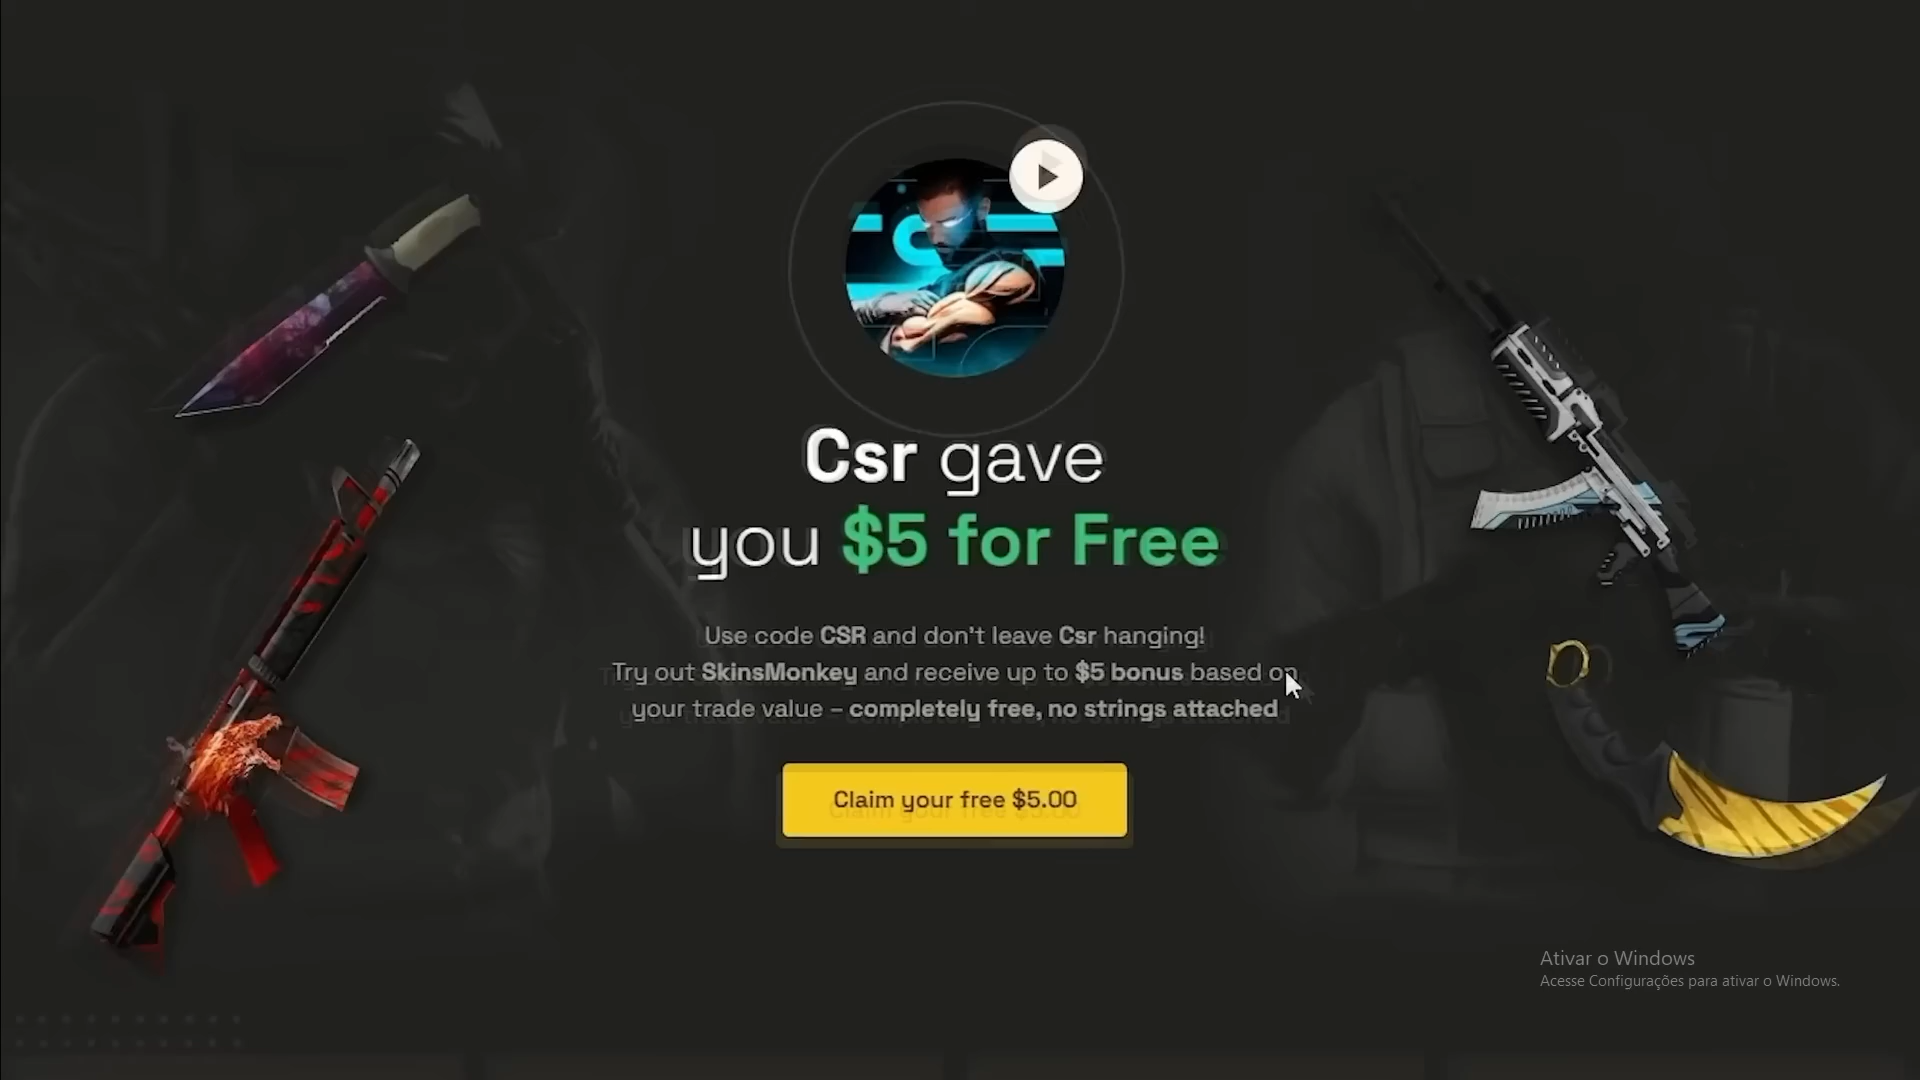 Csr gave
you $5 for Free
Use code CSR and don't leave Csr hanging!
Try out SkinsMonkey and receive up to $5 bonus based on
your trade value – completely free, no strings attached
Claim your free $5.00
Ativar o Windows
Acesse Configurações para ativar o Windows.